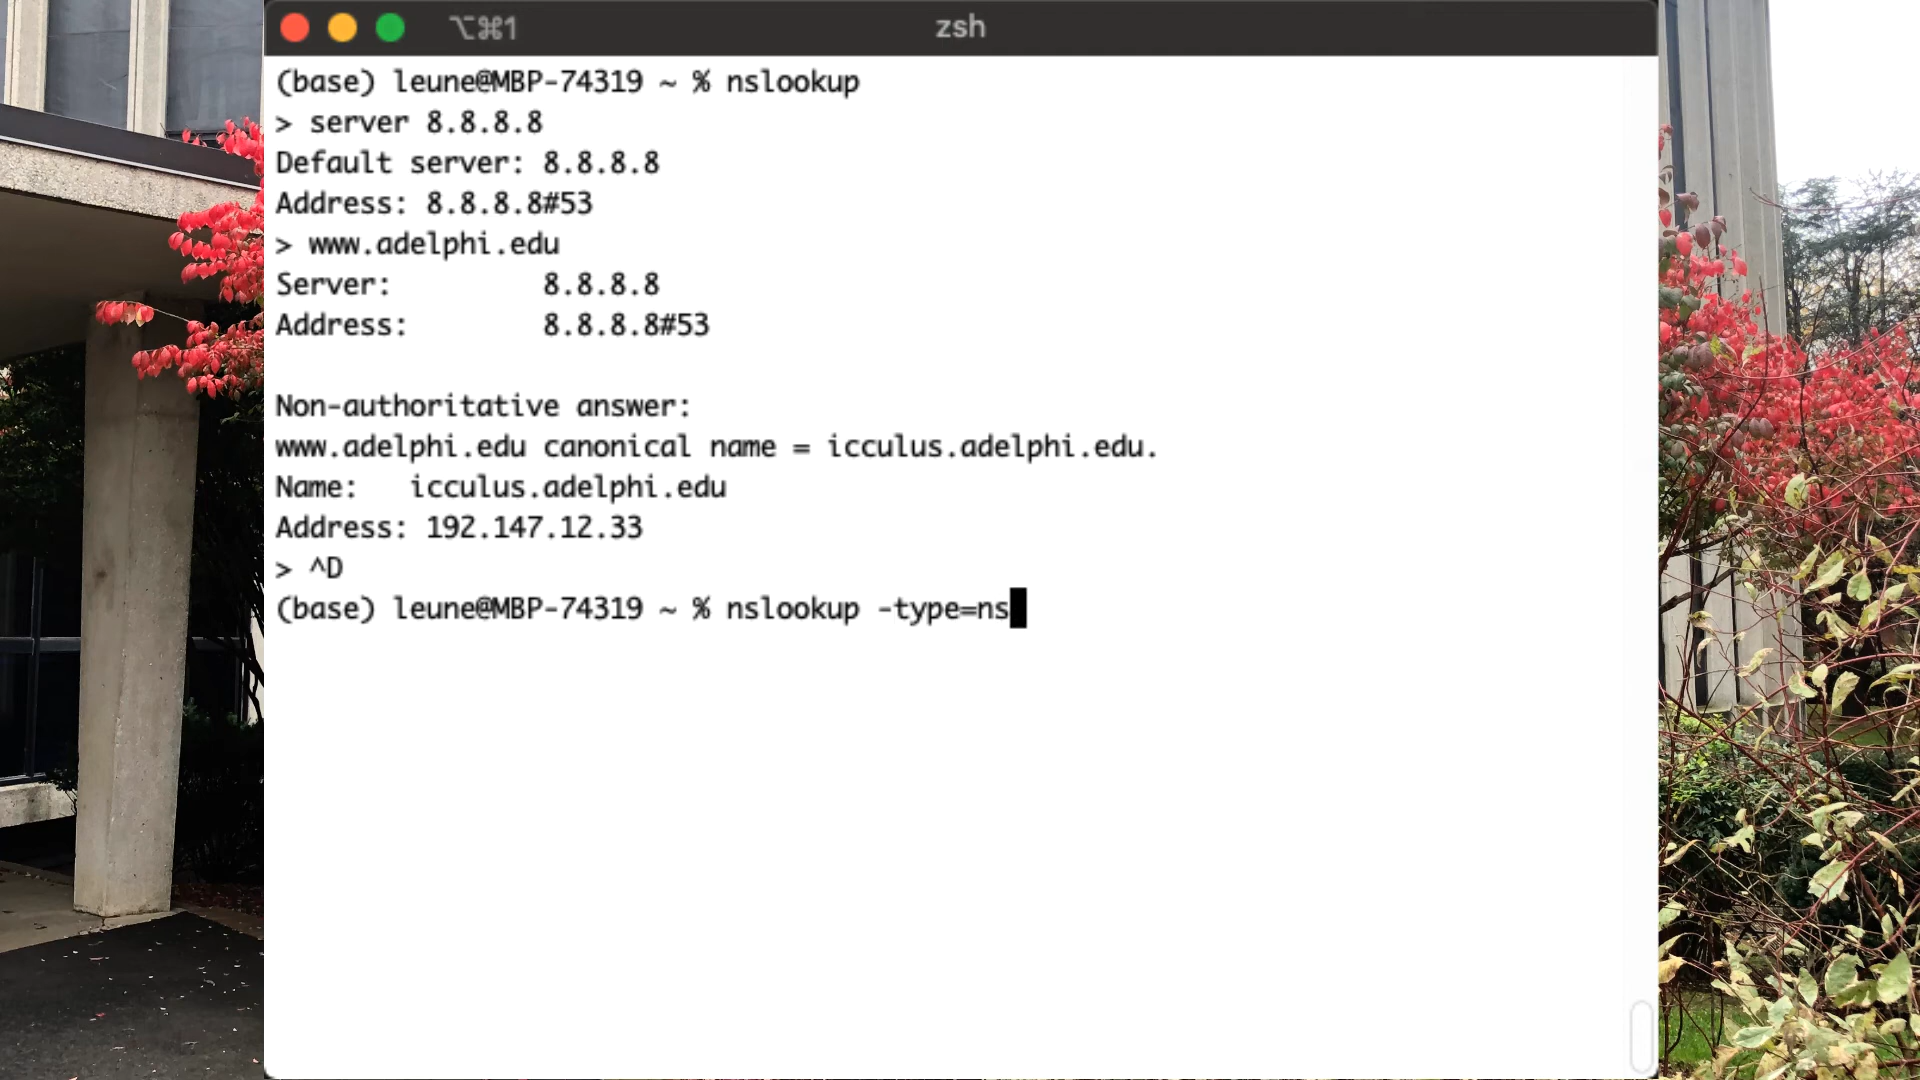 ⌥⌘1 zsh
(base) leune@MBP-74319 ~ % nslookup
> server 8.8.8.8
Default server: 8.8.8.8
Address: 8.8.8.8#53
> www.adelphi.edu
Server: 8.8.8.8
Address: 8.8.8.8#53
Non-authoritative answer:
www.adelphi.edu canonical name = icculus.adelphi.edu.
Name: icculus.adelphi.edu
Address: 192.147.12.33
> ^D
(base) leune@MBP-74319 ~ % nslookup -type=ns